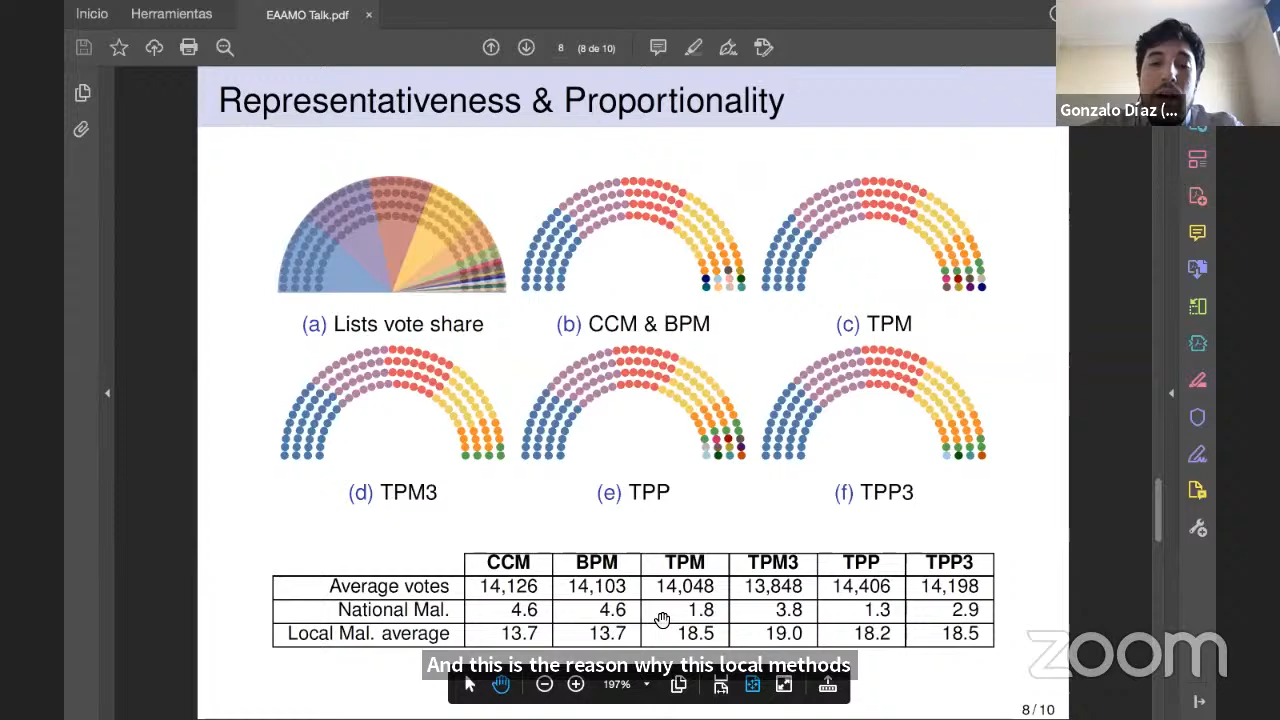 Inicio Herramientas EAAMO Talk.pdf ×
8 (8 de 10)
Gonzalo Díaz (...
Representativeness & Proportionality
(a) Lists vote share (b) CCM & BPM (c) TPM
(d) TPM3 (e) TPP (f) TPP3
CCM BPM TPM TPM3 TPP TPP3
Average votes 14,126 14,103 14,048 13,848 14,406 14,198
National Mal. 4.6 4.6 1.8 3.8 1.3 2.9
Local Mal. average 13.7 13.7 18.5 19.0 18.2 18.5
And this is the reason why this local methods
zoom
197%
8 / 10